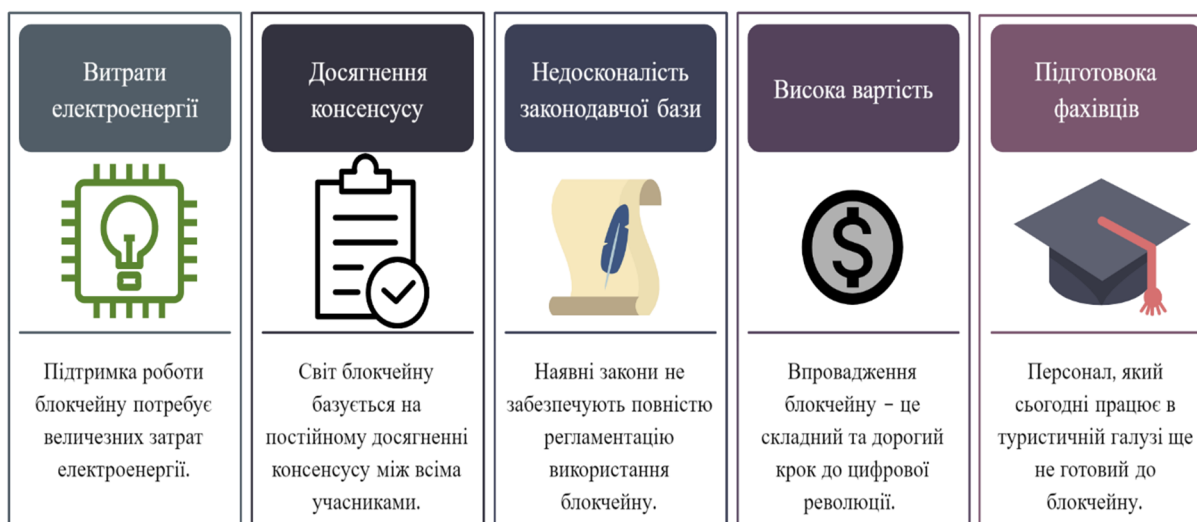 Витрати
електроенергії
Підтримка роботи
блокчейну потребує
величезних затрат
електроенергії.
Досягнення
консенсусу
Світ блокчейну
базується на
постійному досягненні
консенсусу між всіма
учасниками.
Недосконалість
законодавчої бази
Наявні закони не
забезпечують повністю
регламентацію
використання
блокчейну.
Висока вартість
$
Впровадження
блокчейну – це
складний та дорогий
крок до цифрової
революції.
Підготовока
фахівців
Персонал, який
сьогодні працює в
туристичній галузі ще
не готовий до
блокчейну.